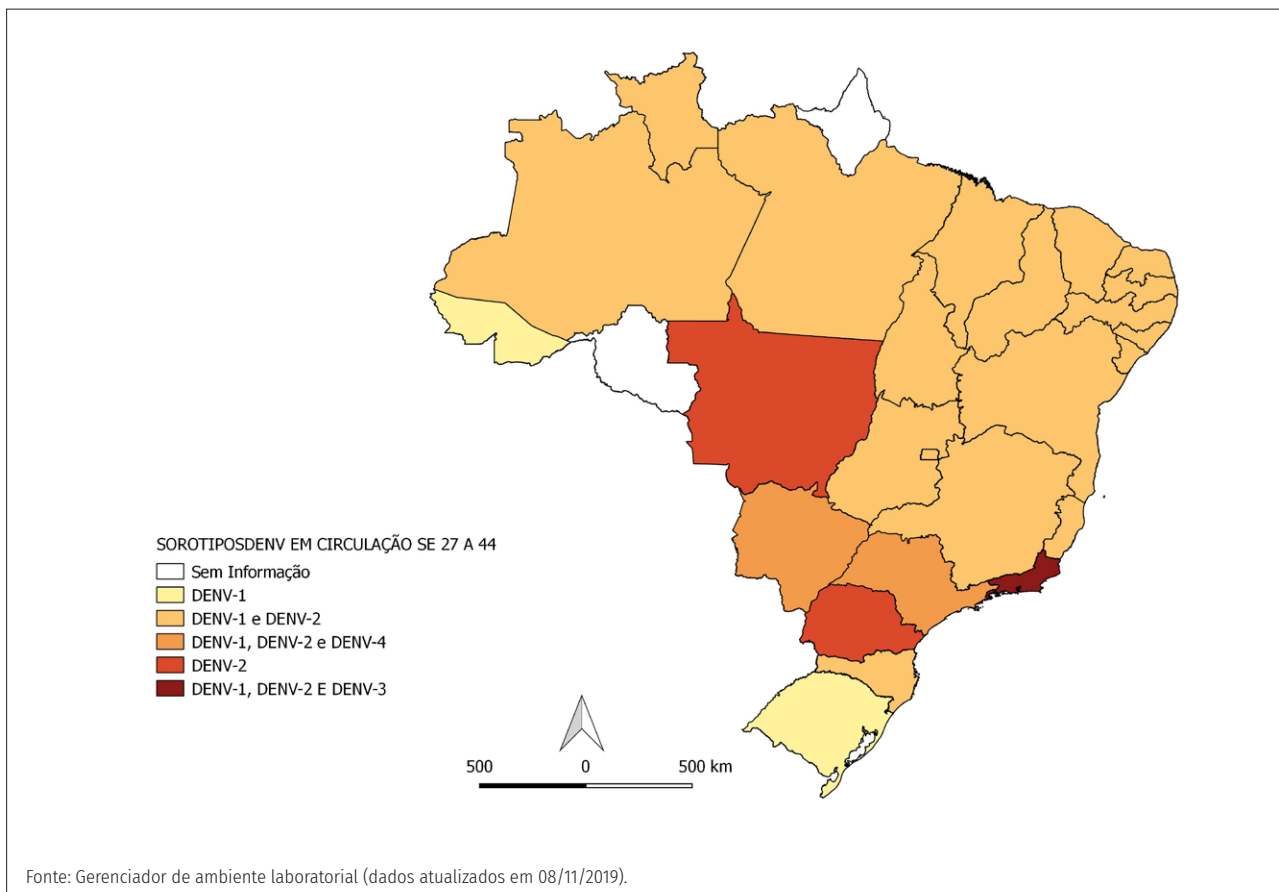 SOROTIPOSDENV EM CIRCULAÇÃO SE 27 A 44
Sem Informação
DENV-1
DENV-1 e DENV-2
DENV-1, DENV-2 e DENV-4
DENV-2
DENV-1, DENV-2 E DENV-3
500 0 500 km
Fonte: Gerenciador de ambiente laboratorial (dados atualizados em 08/11/2019).